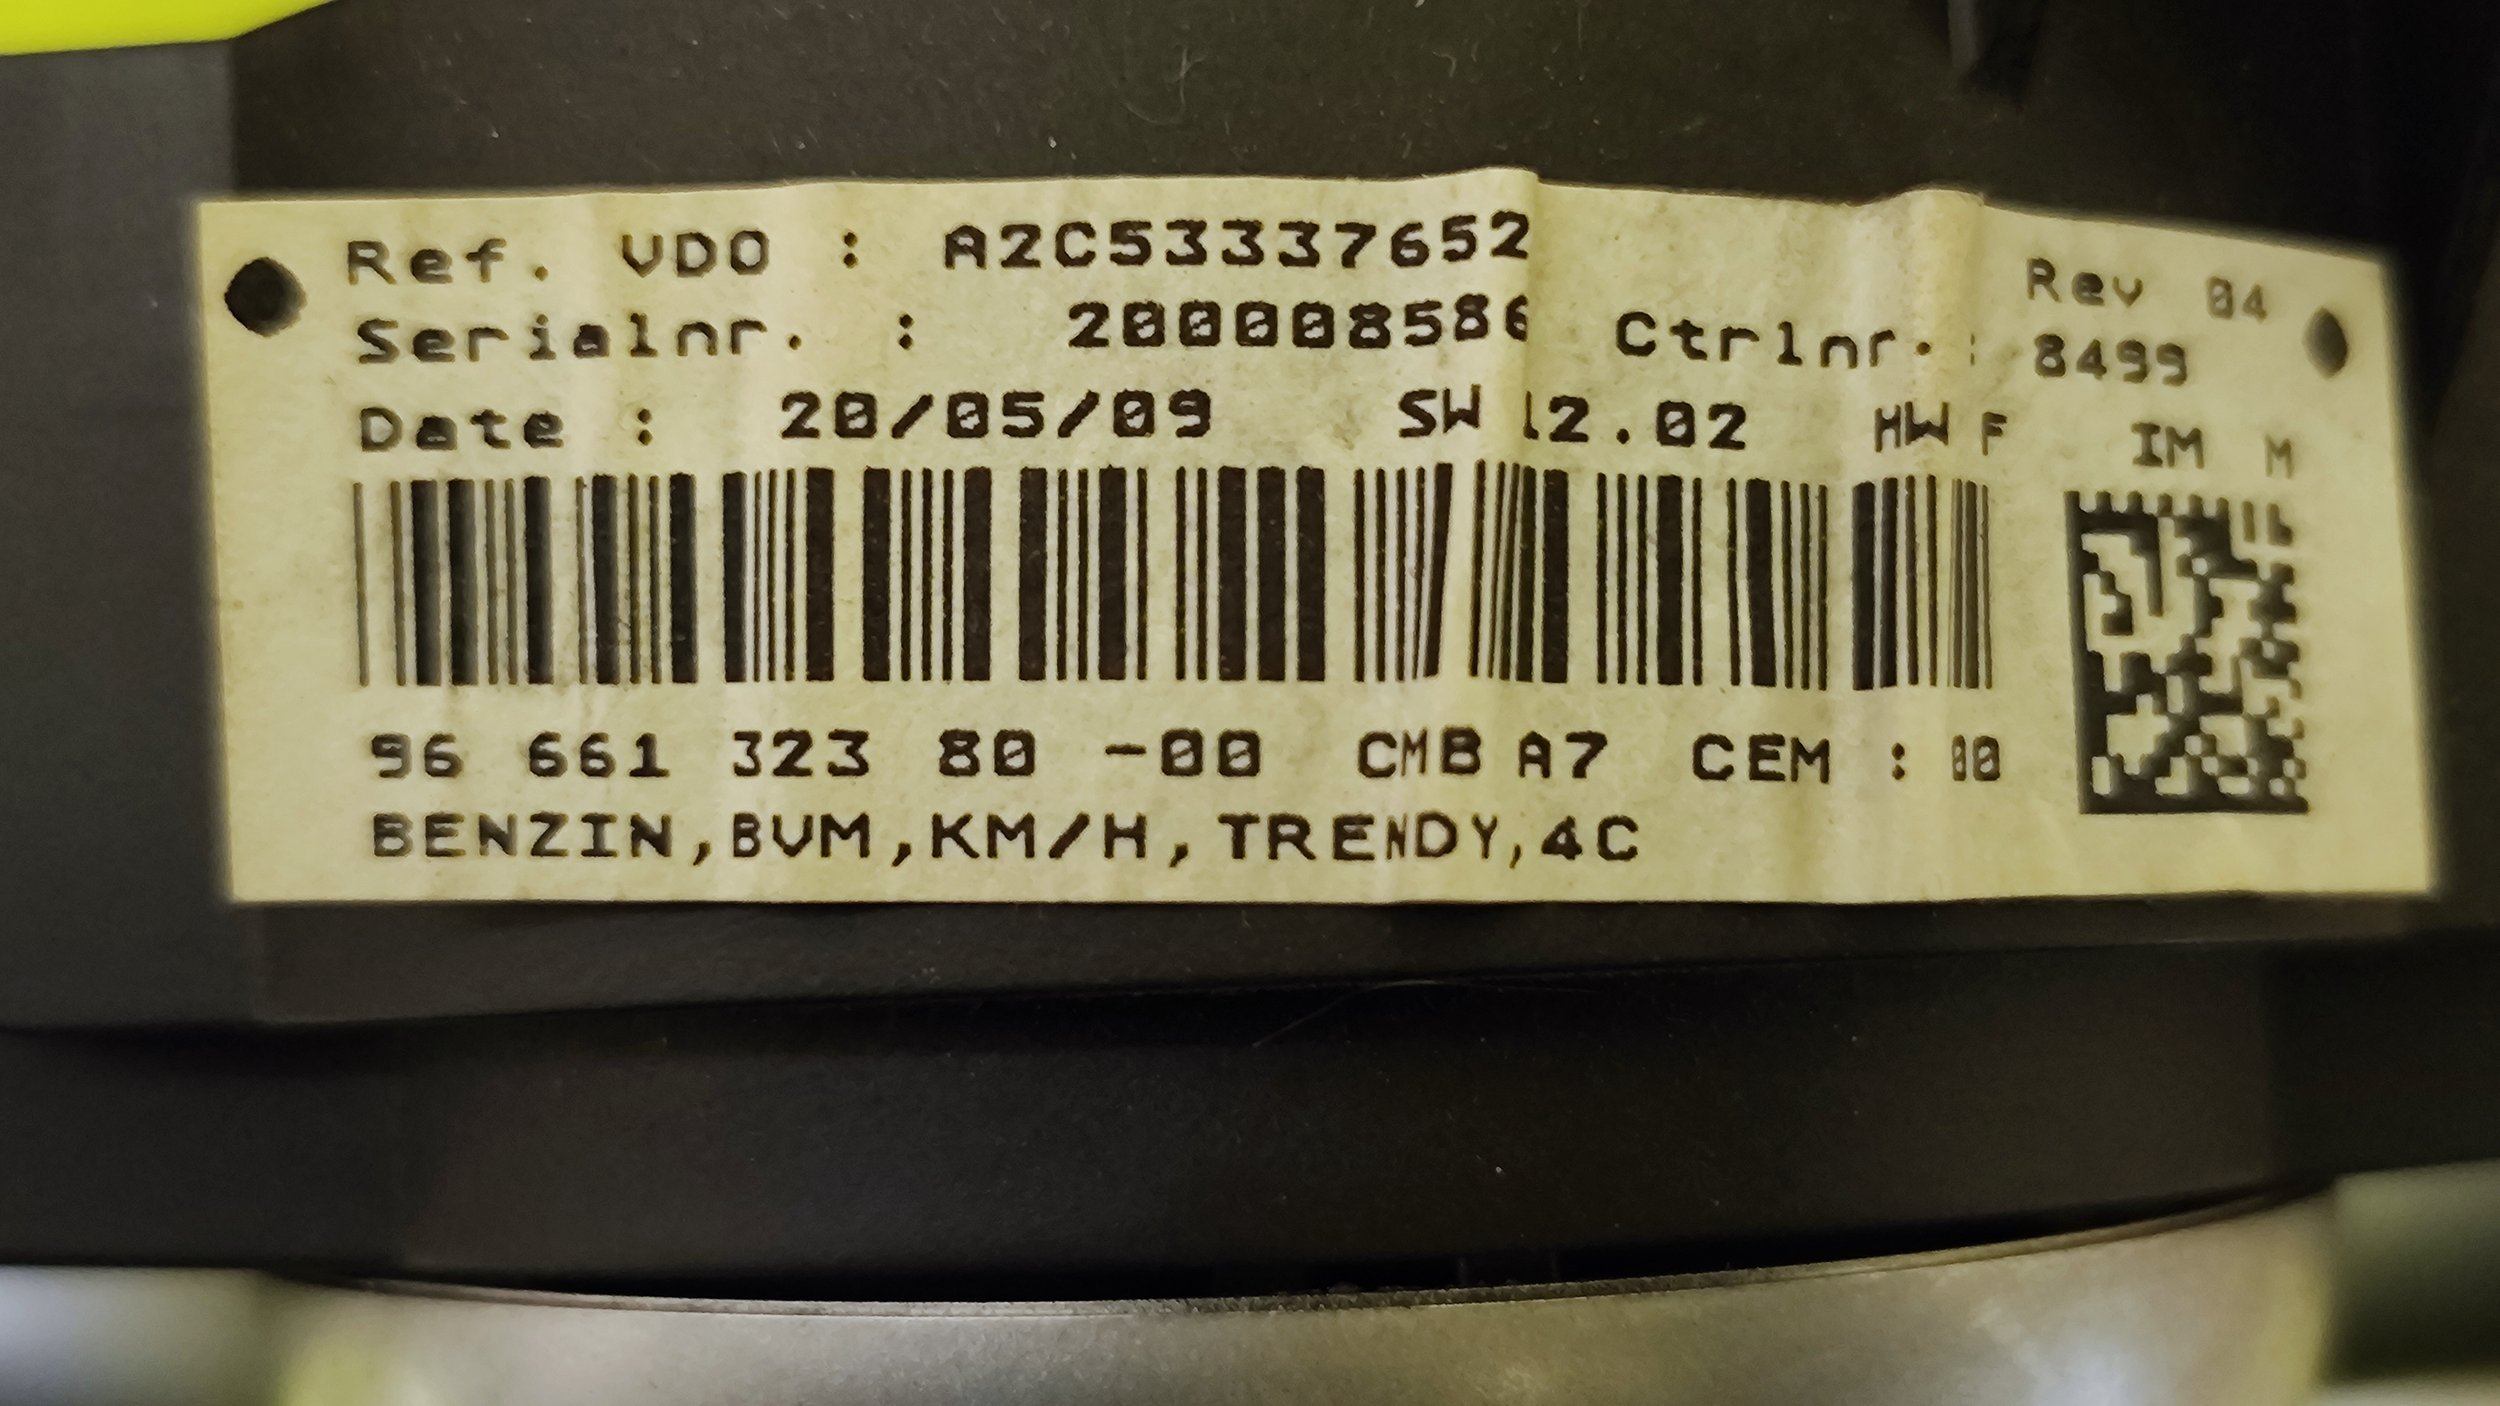 Ref. VDO : A2C53337652
Rev 04
Serialnr. : 200008586 Ctrlnr. : 8499
Date : 20/05/09 SW 12.02 HW F IM M
96 661 323 80 -00 CMB A7 CEM : 00
BENZIN,BVM,KM/H,TRENDY,4C